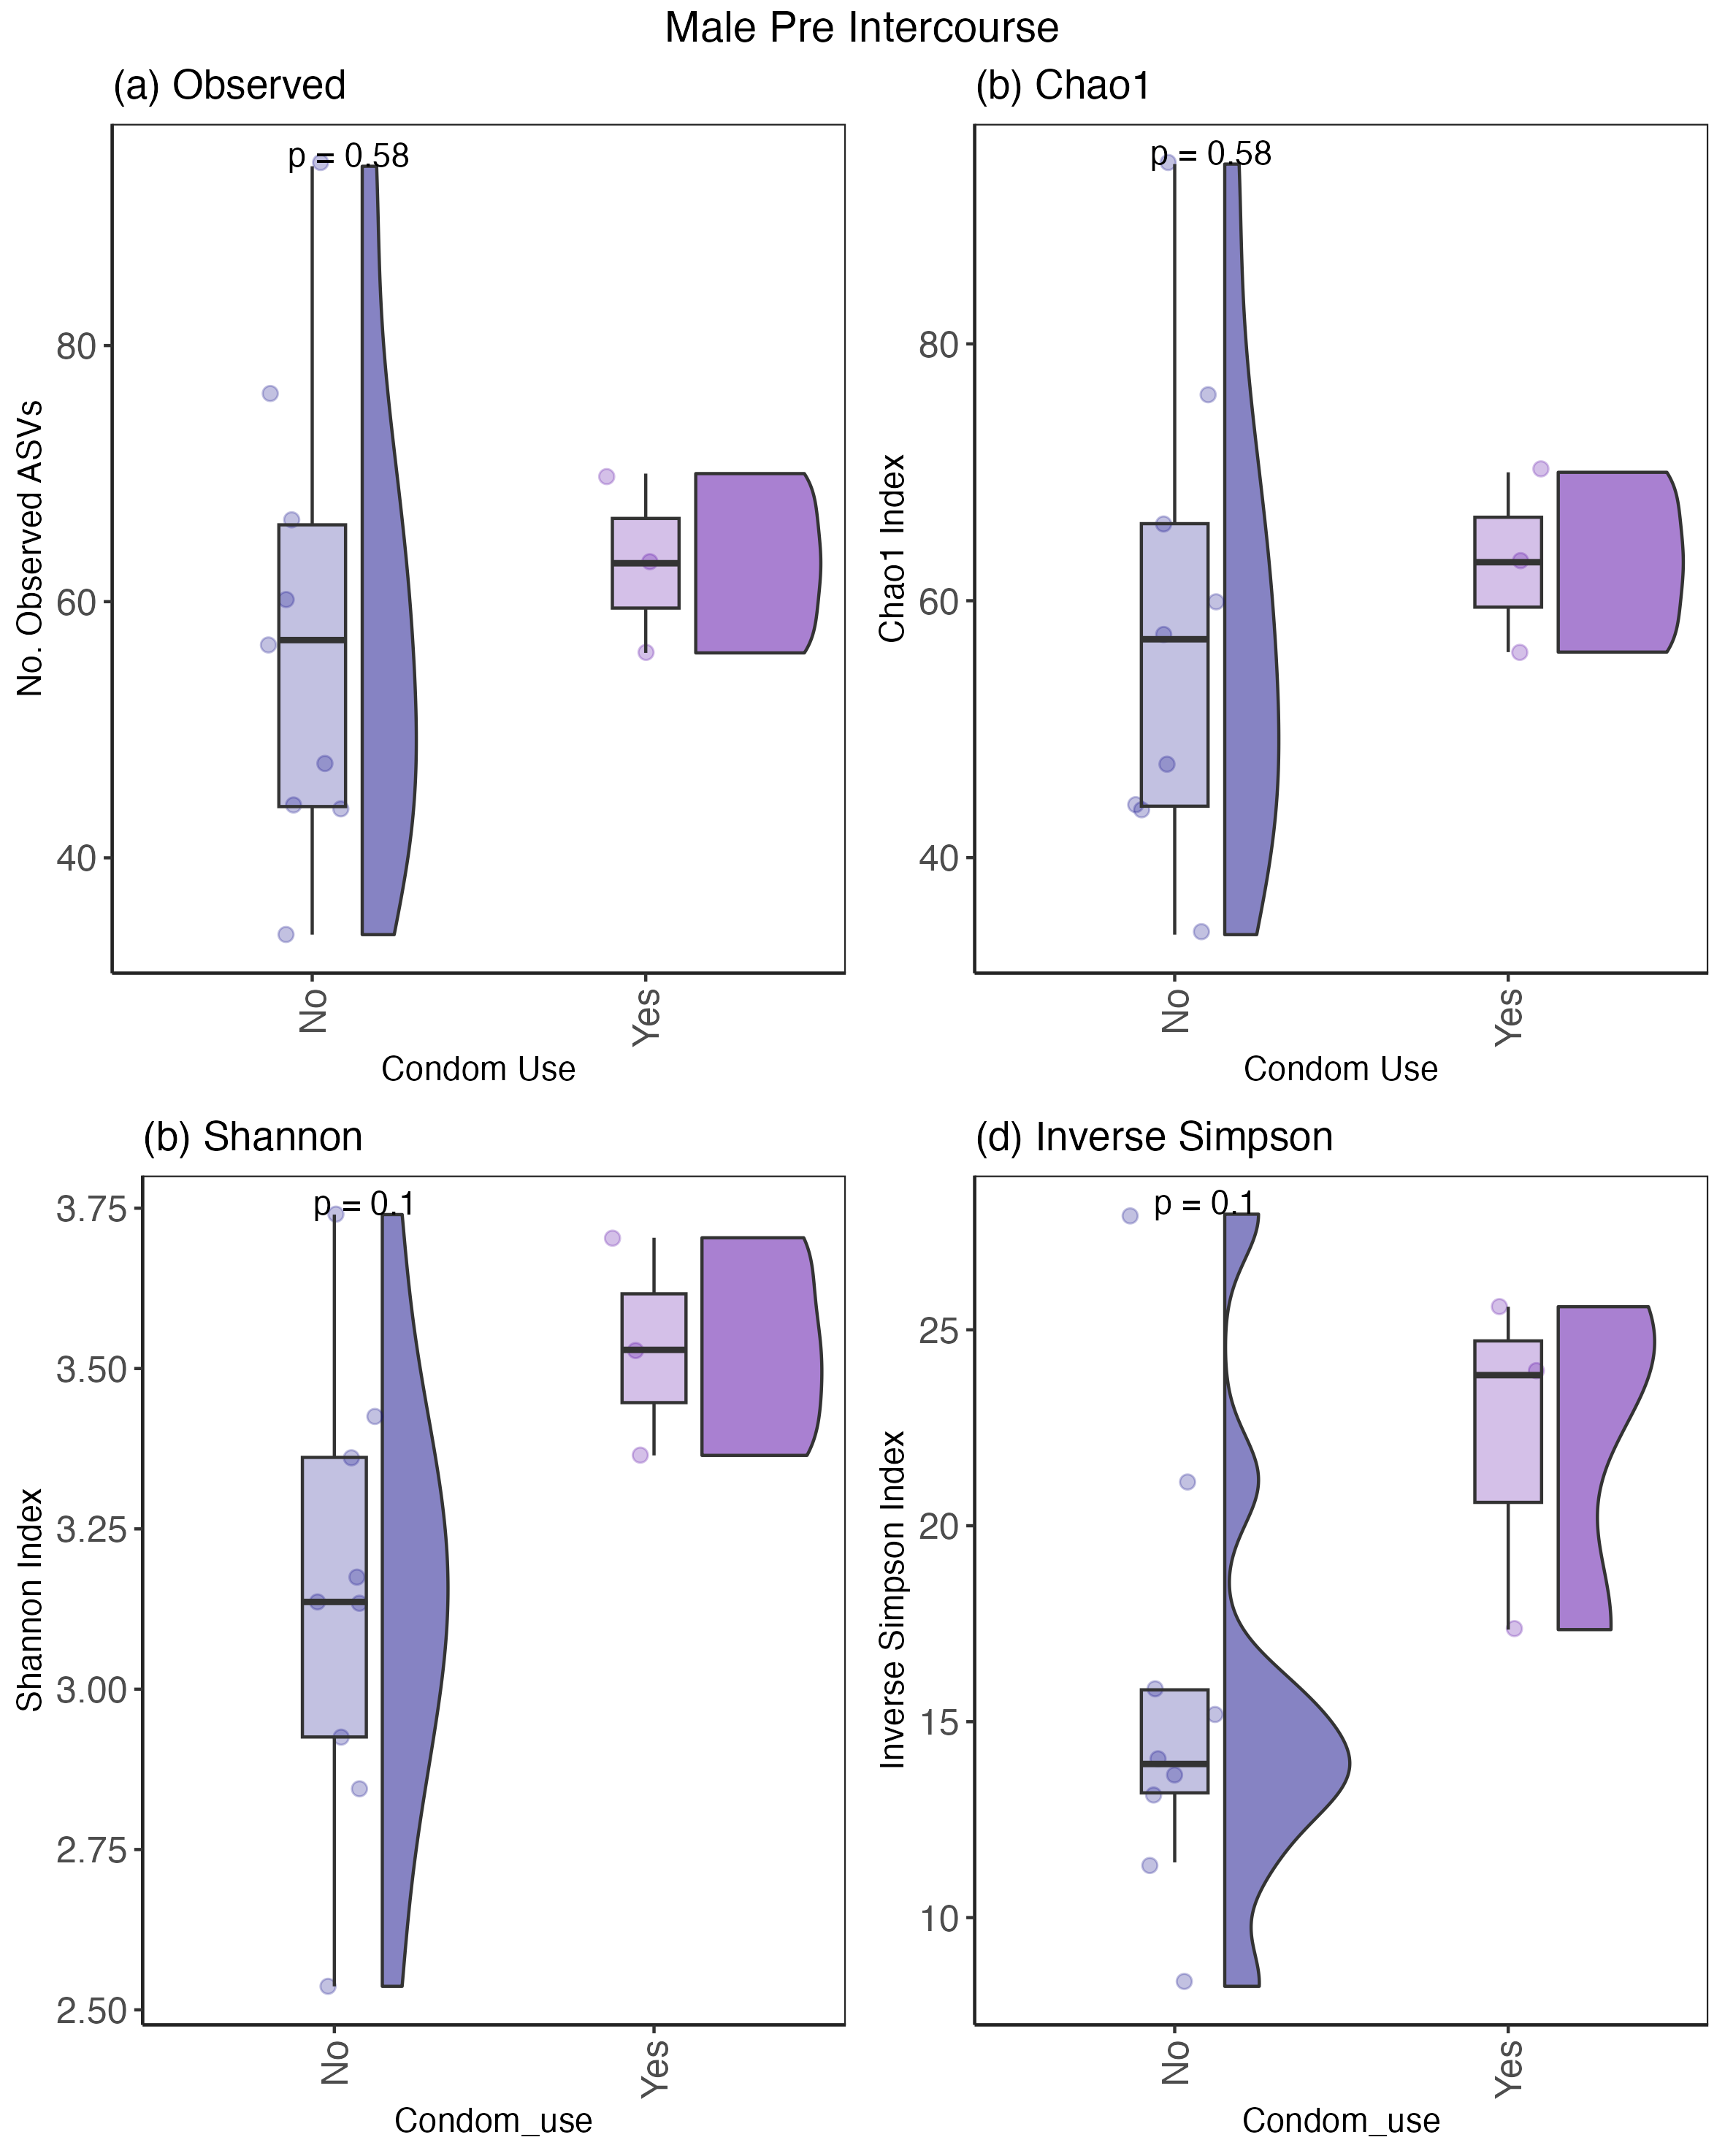 Male Pre Intercourse
(a) Observed
p = 0.58
No. Observed ASVs
80
60
40
No
Yes
Condom Use
(b) Chao1
p = 0.58
Chao1 Index
80
60
40
No
Yes
Condom Use
(b) Shannon
p = 0.1
Shannon Index
3.75
3.50
3.25
3.00
2.75
2.50
No
Yes
Condom_use
(d) Inverse Simpson
p = 0.1
Inverse Simpson Index
25
20
15
10
No
Yes
Condom_use